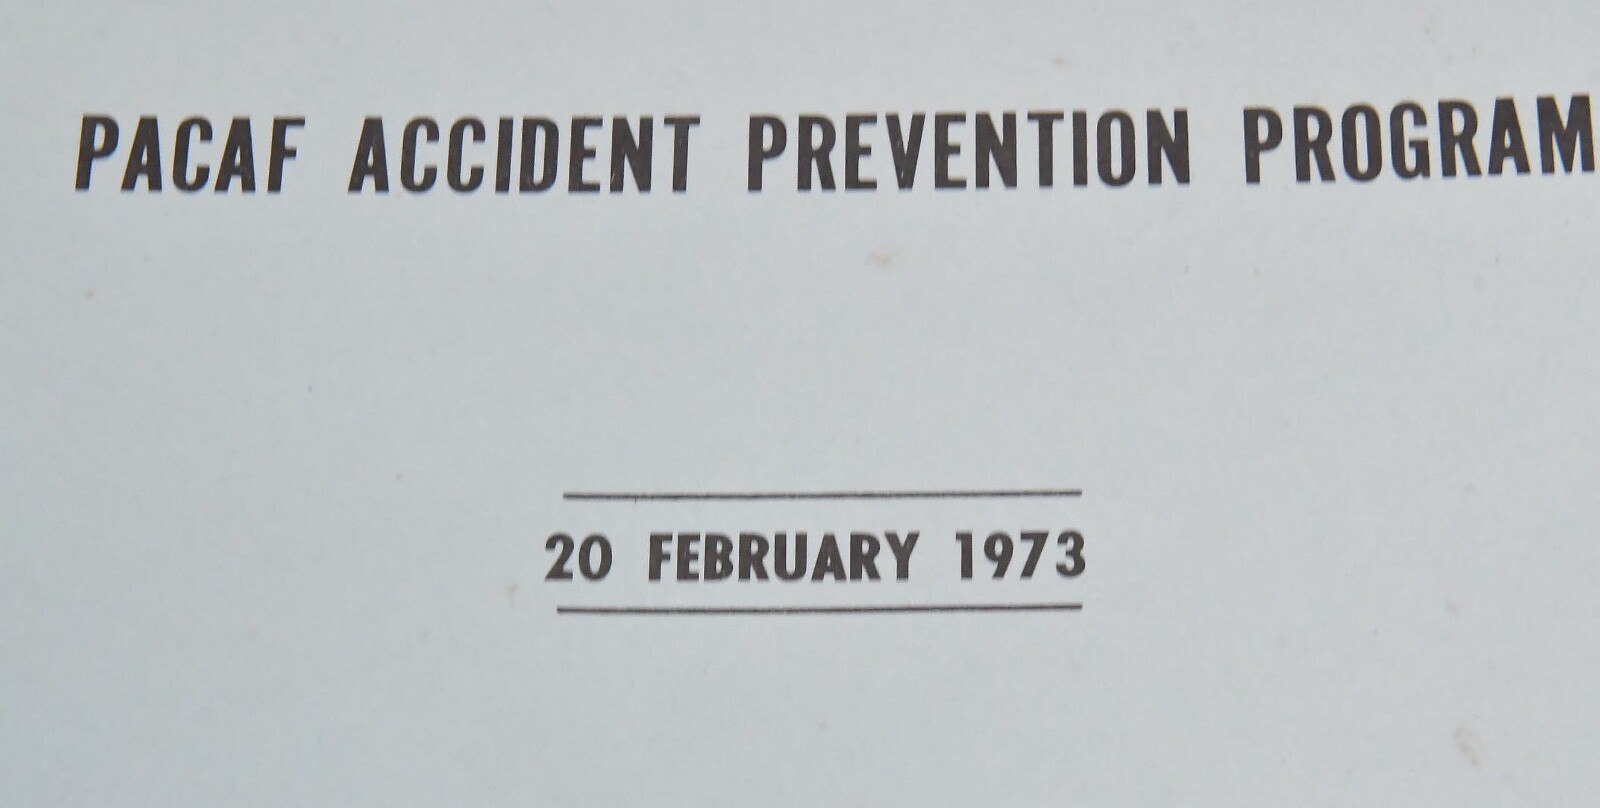 PACAF ACCIDENT PREVENTION PROGRAM
20 FEBRUARY 1973